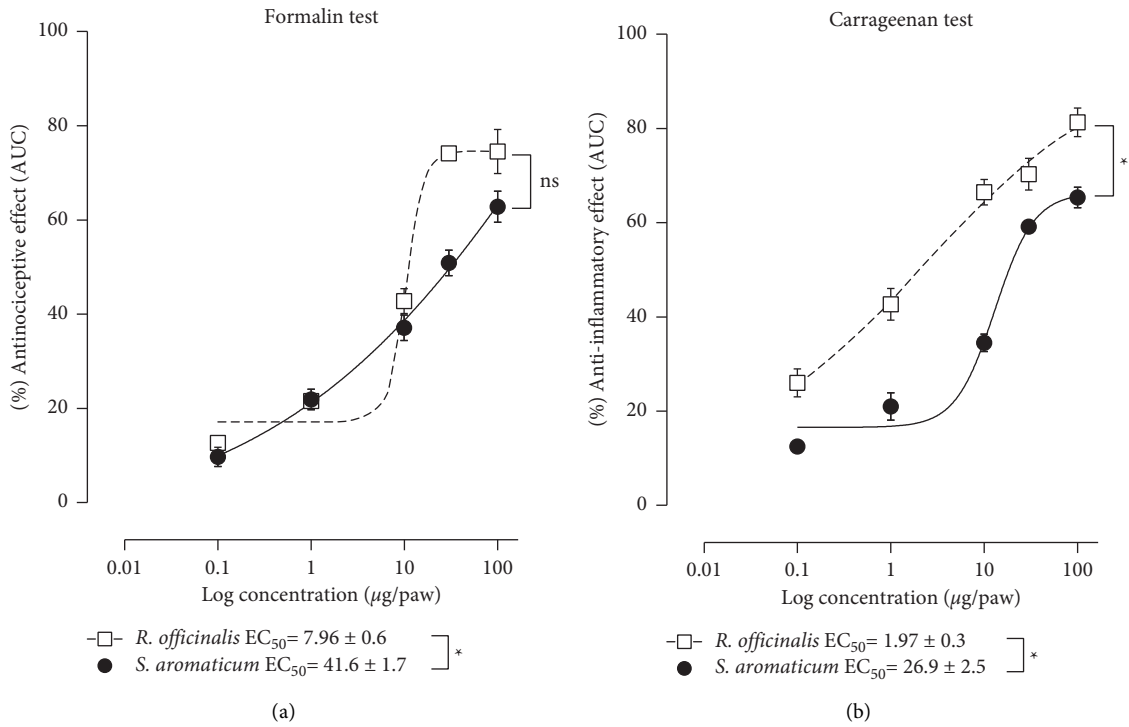 Formalin test
(%) Antinociceptive effect (AUC)
100
80
60
40
20
0
ns
0.01 0.1 1 10 100
Log concentration (µg/paw)
R. officinalis EC50= 7.96 ± 0.6
S. aromaticum EC50= 41.6 ± 1.7
*
(a)
Carrageenan test
(%) Anti-inflammatory effect (AUC)
100
80
60
40
20
0
*
0.01 0.1 1 10 100
Log concentration (µg/paw)
R. officinalis EC50= 1.97 ± 0.3
S. aromaticum EC50= 26.9 ± 2.5
*
(b)